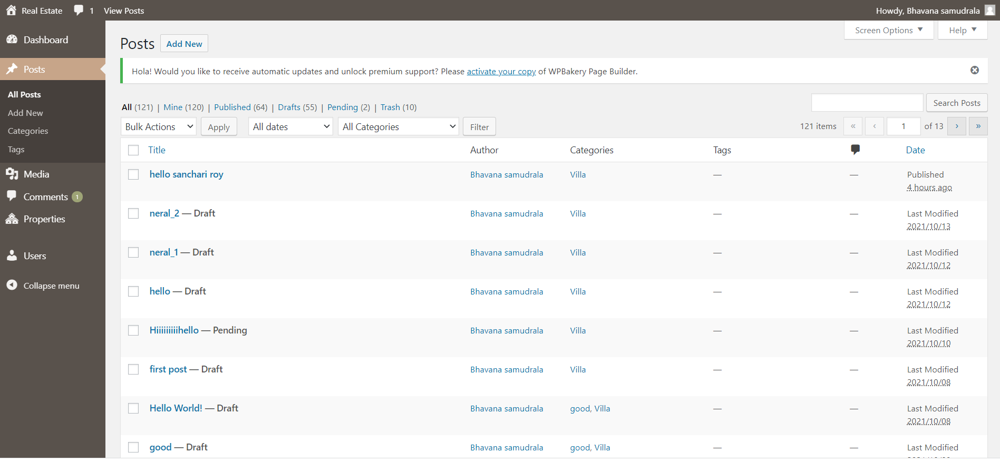 Real Estate 1 View Posts Howdy, Bhavana samudrala
Dashboard
Posts
All Posts
Add New
Categories
Tags
Media
Comments 1
Properties
Users
Collapse menu
Screen Options Help
Posts Add New
Hola! Would you like to receive automatic updates and unlock premium support? Please activate your copy of WPBakery Page Builder.
All (121) | Mine (120) | Published (64) | Drafts (55) | Pending (2) | Trash (10)
Search Posts
Bulk Actions Apply All dates All Categories Filter 121 items « ‹ 1 of 13 › »
Title Author Categories Tags Date
hello sanchari roy Bhavana samudrala Villa — — Published
4 hours ago
neral_2 — Draft Bhavana samudrala Villa — — Last Modified
2021/10/13
neral_1 — Draft Bhavana samudrala Villa — — Last Modified
2021/10/12
hello — Draft Bhavana samudrala Villa — — Last Modified
2021/10/12
Hiiiiiiiiihello — Pending Bhavana samudrala Villa — — Last Modified
2021/10/10
first post — Draft Bhavana samudrala Villa — — Last Modified
2021/10/08
Hello World! — Draft Bhavana samudrala good, Villa — — Last Modified
2021/10/08
good — Draft Bhavana samudrala good, Villa — — Last Modified